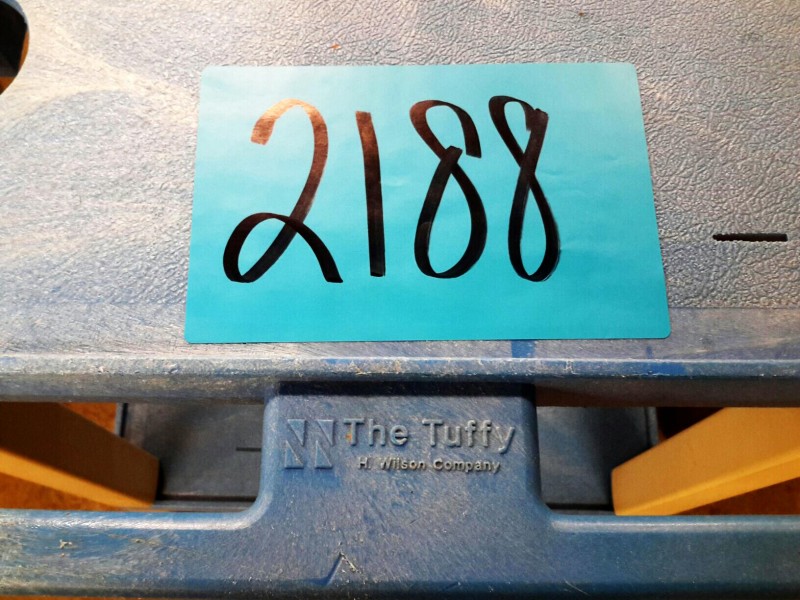 2188
The Tuffy
H. Wilson Company